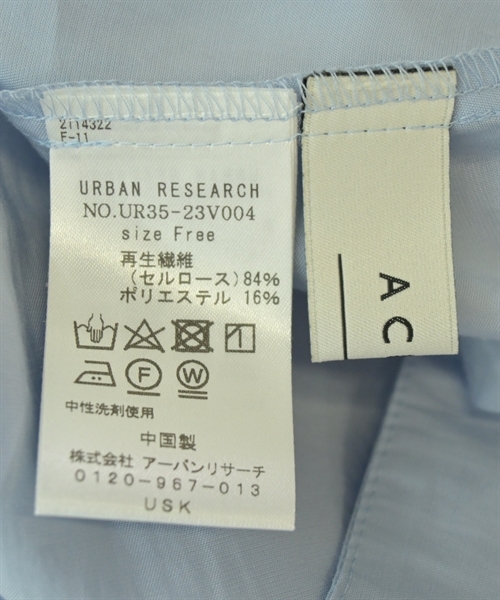 2114322
F-11
URBAN RESEARCH
NO.UR35-23V004
size Free
再生繊維
(セルロース)84%
ポリエステル 16%
F
W
中性洗剤使用
中国製
株式会社 アーバンリサーチ
0120-967-013
USK
AC